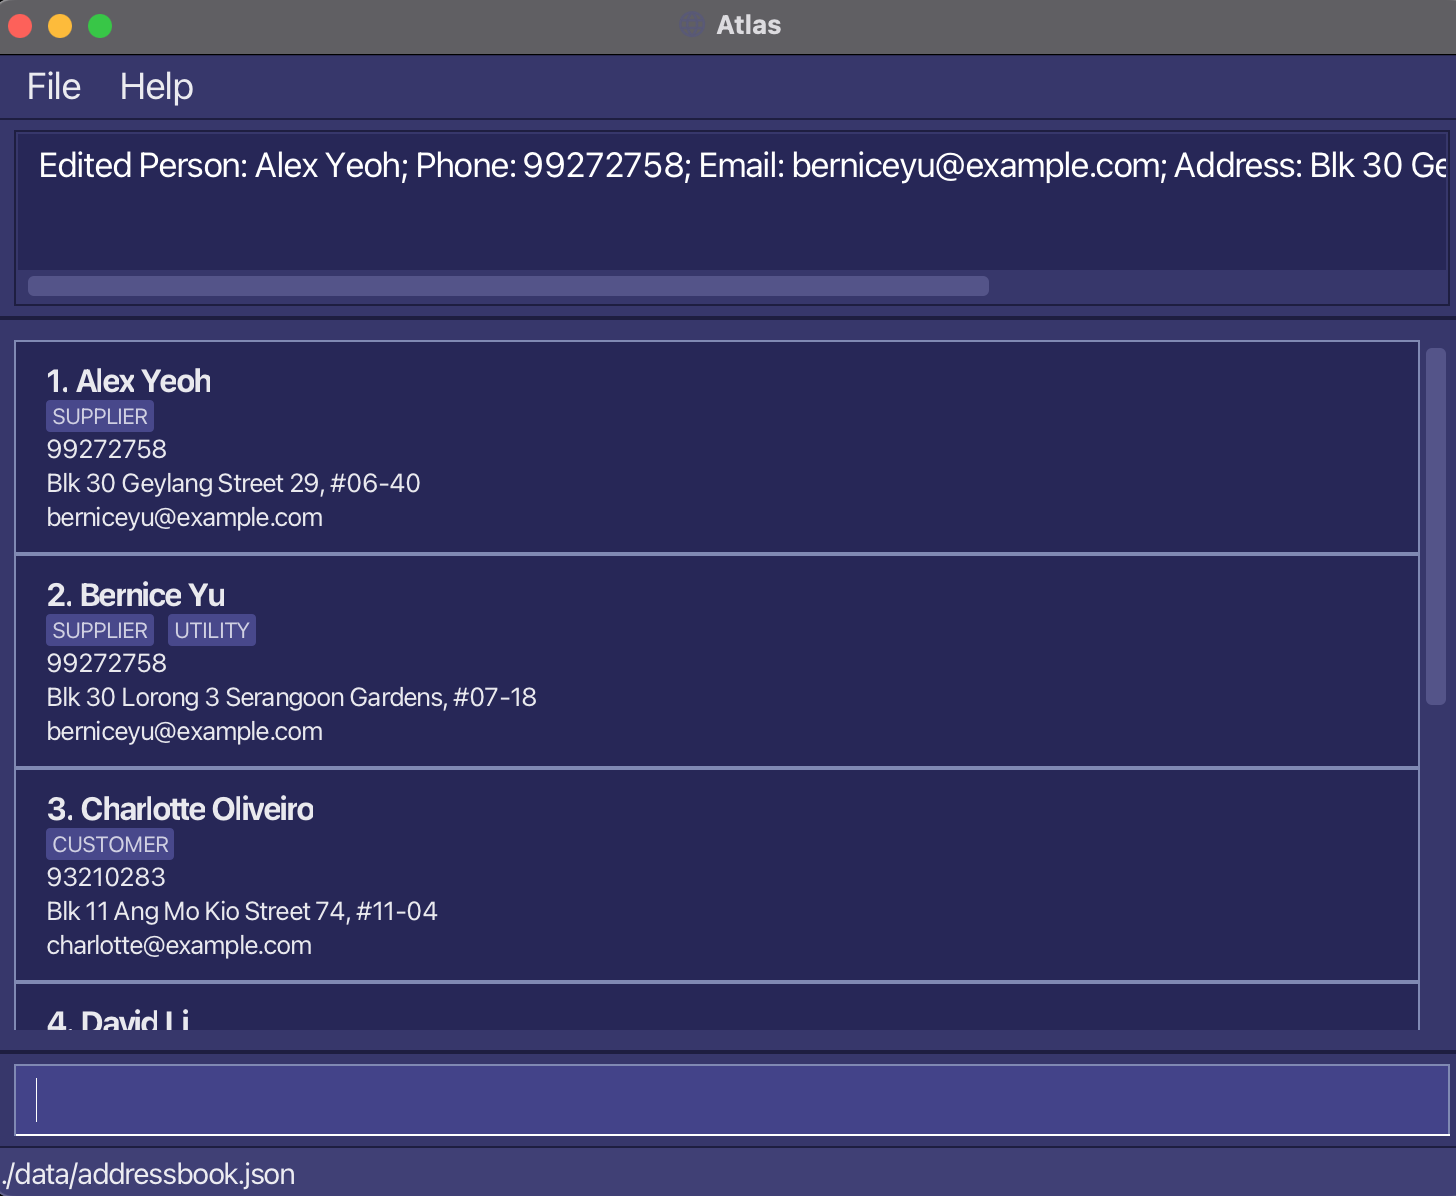 Atlas
File Help
Edited Person: Alex Yeoh; Phone: 99272758; Email: berniceyu@example.com; Address: Blk 30 Ge
1. Alex Yeoh
SUPPLIER
99272758
Blk 30 Geylang Street 29, #06-40
berniceyu@example.com
2. Bernice Yu
SUPPLIER UTILITY
99272758
Blk 30 Lorong 3 Serangoon Gardens, #07-18
berniceyu@example.com
3. Charlotte Oliveiro
CUSTOMER
93210283
Blk 11 Ang Mo Kio Street 74, #11-04
charlotte@example.com
4. David Li
./data/addressbook.json